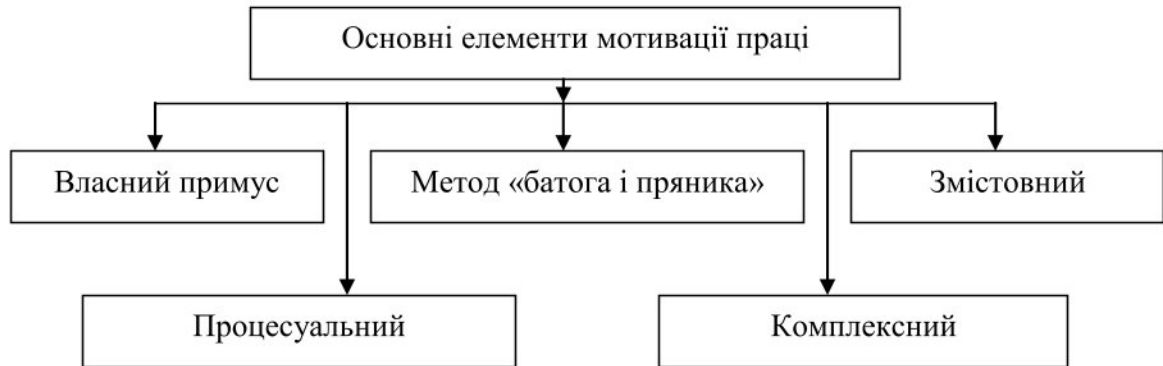 Основні елементи мотивації праці
Власний примус
Метод «батога і пряника»
Змістовний
Процесуальний
Комплексний